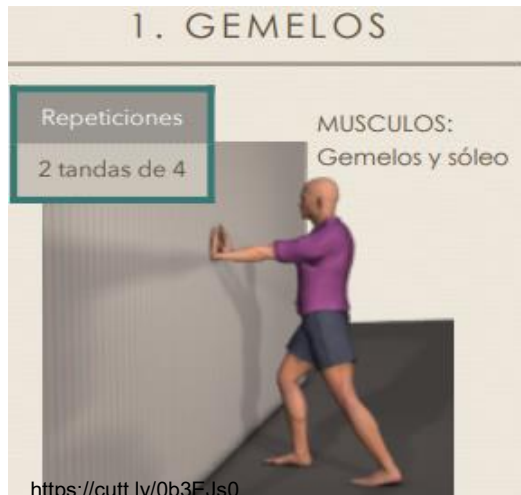 1. GEMELOS
Repeticiones
2 tandas de 4
MUSCULOS:
Gemelos y sóleo
https://cutt.ly/0b3EJs0